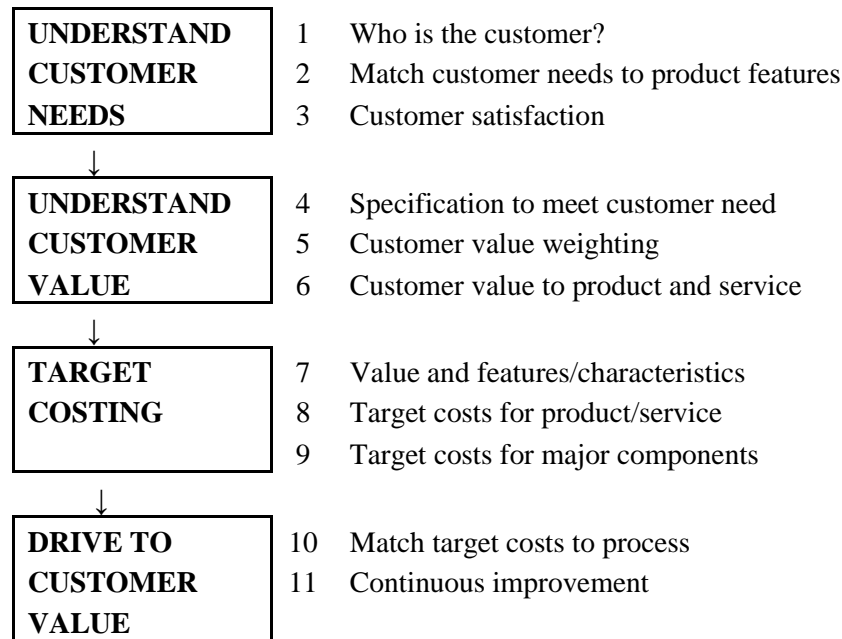 UNDERSTAND 1 Who is the customer?
CUSTOMER 2 Match customer needs to product features
NEEDS 3 Customer satisfaction
↓
UNDERSTAND 4 Specification to meet customer need
CUSTOMER 5 Customer value weighting
VALUE 6 Customer value to product and service
↓
TARGET 7 Value and features/characteristics
COSTING 8 Target costs for product/service
9 Target costs for major components
↓
DRIVE TO 10 Match target costs to process
CUSTOMER 11 Continuous improvement
VALUE